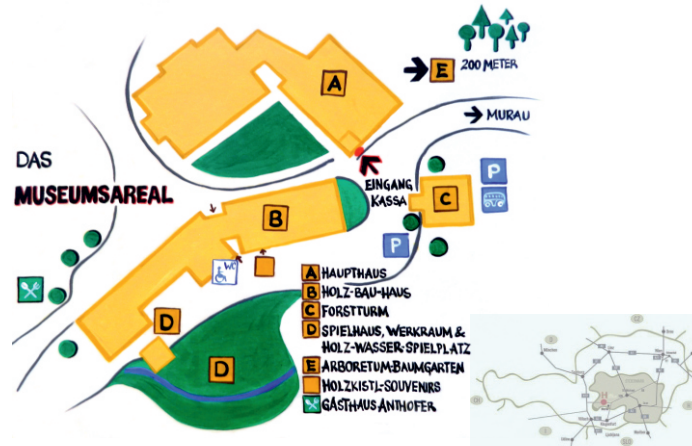 A
E
200 METER
MURAU
DAS
MUSEUMSAREAL
EINGANG
KASSA
P
C
B
P
WC
D
D
A HAUPTHAUS
B HOLZ-BAU-HAUS
C FORSTTURM
D SPIELHAUS, WERKRAUM &
HOLZ-WASSER-SPIELPLATZ
E ARBORETUM-BAUMGARTEN
HOLZKISTL-SOUVENIRS
GASTHAUS ANTHOFER
H